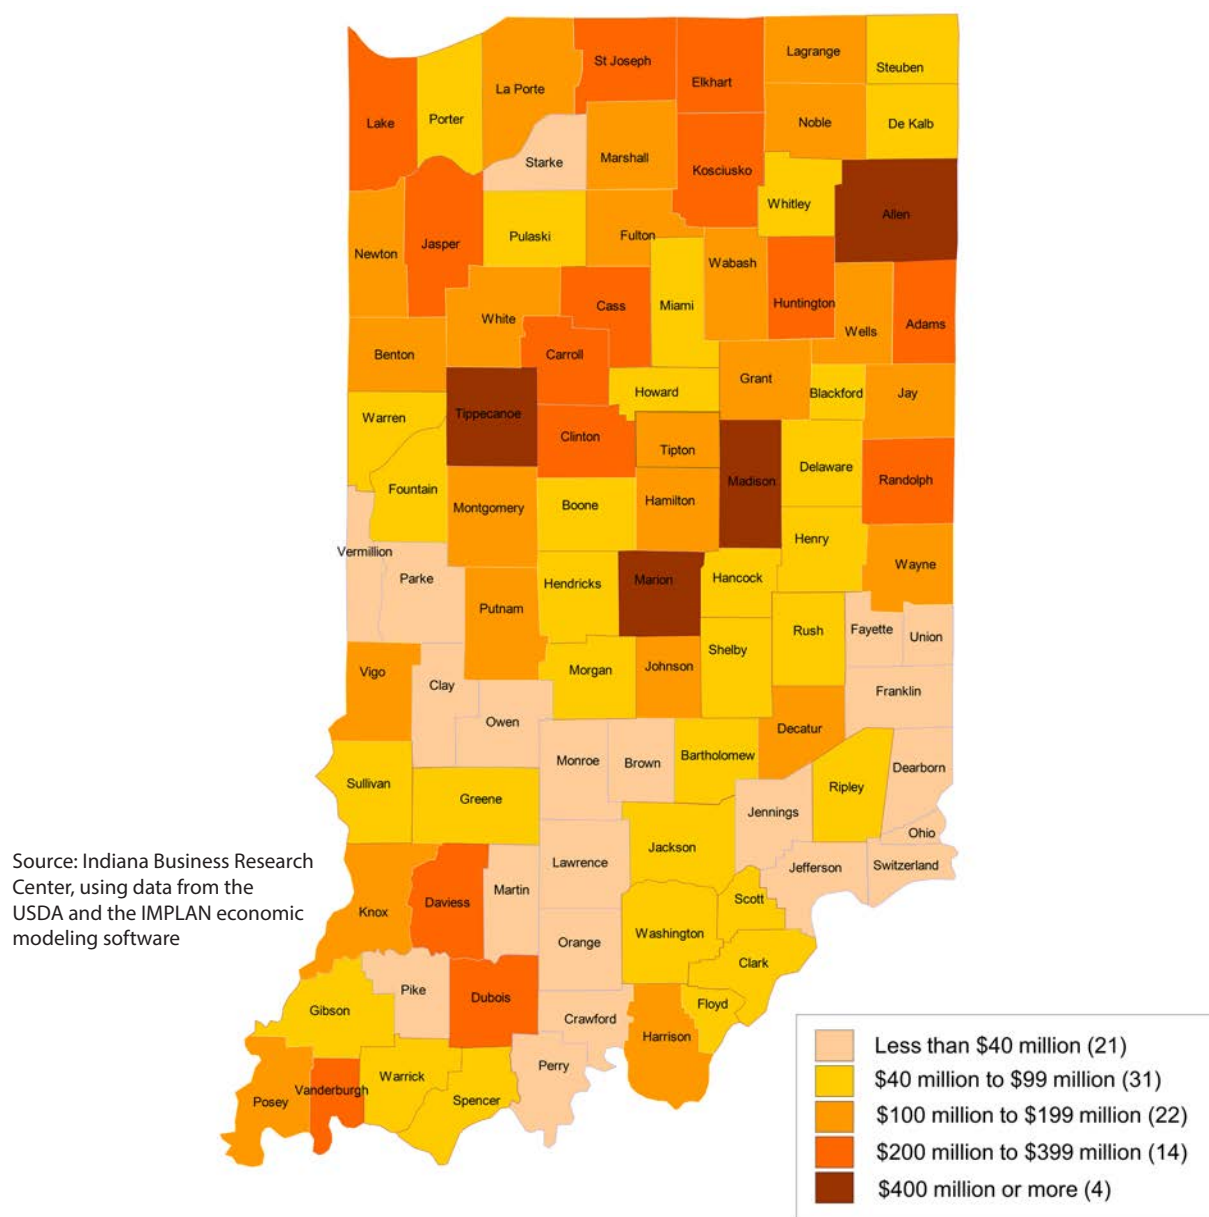 St Joseph
Lagrange
Steuben
Elkhart
La Porte
Lake
Porter
Noble
De Kalb
Starke
Marshall
Kosciusko
Whitley
Allen
Newton
Jasper
Pulaski
Fulton
Wabash
Miami
Huntington
Cass
White
Wells
Adams
Benton
Carroll
Grant
Howard
Blackford
Jay
Warren
Tippecanoe
Clinton
Tipton
Delaware
Madison
Randolph
Fountain
Montgomery
Boone
Hamilton
Henry
Vermillion
Parke
Hendricks
Marion
Hancock
Wayne
Putnam
Rush
Fayette
Union
Shelby
Vigo
Clay
Morgan
Johnson
Franklin
Owen
Decatur
Monroe
Brown
Bartholomew
Dearborn
Sullivan
Greene
Ripley
Jennings
Ohio
Jackson
Lawrence
Jefferson
Switzerland
Source: Indiana Business Research
Center, using data from the
USDA and the IMPLAN economic
modeling software
Martin
Scott
Knox
Daviess
Washington
Orange
Clark
Pike
Dubois
Floyd
Gibson
Crawford
Harrison
Perry
Warrick
Vanderburgh
Posey
Spencer
Less than $40 million (21)
$40 million to $99 million (31)
$100 million to $199 million (22)
$200 million to $399 million (14)
$400 million or more (4)